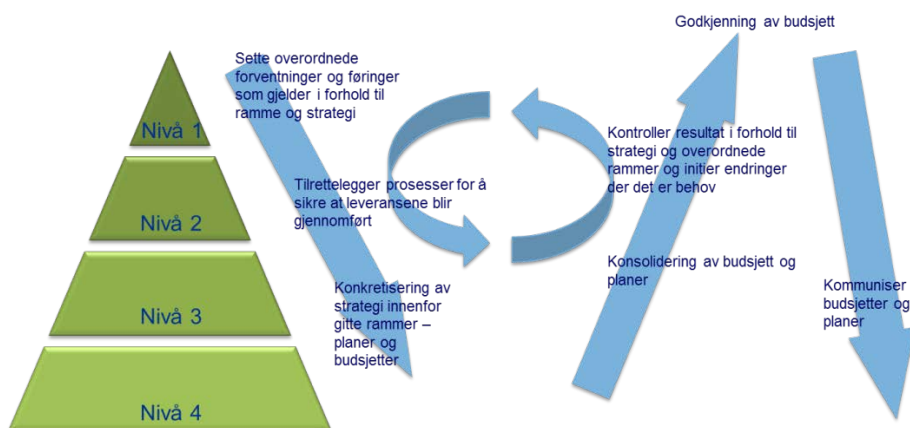 Godkjenning av budsjett
Sette overordnede
forventninger og føringer
som gjelder i forhold til
ramme og strategi
Nivå 1
Kontroller resultat i forhold til
strategi og overordnede
rammer og initier endringer
der det er behov
Tilrettelegger prosesser for å
sikre at leveransene blir
gjennomført
Nivå 2
Konsolidering av budsjett og
planer
Konkretisering av
strategi innenfor
gitte rammer –
planer og
budsjetter
Kommuniser
budsjetter og
planer
Nivå 3
Nivå 4